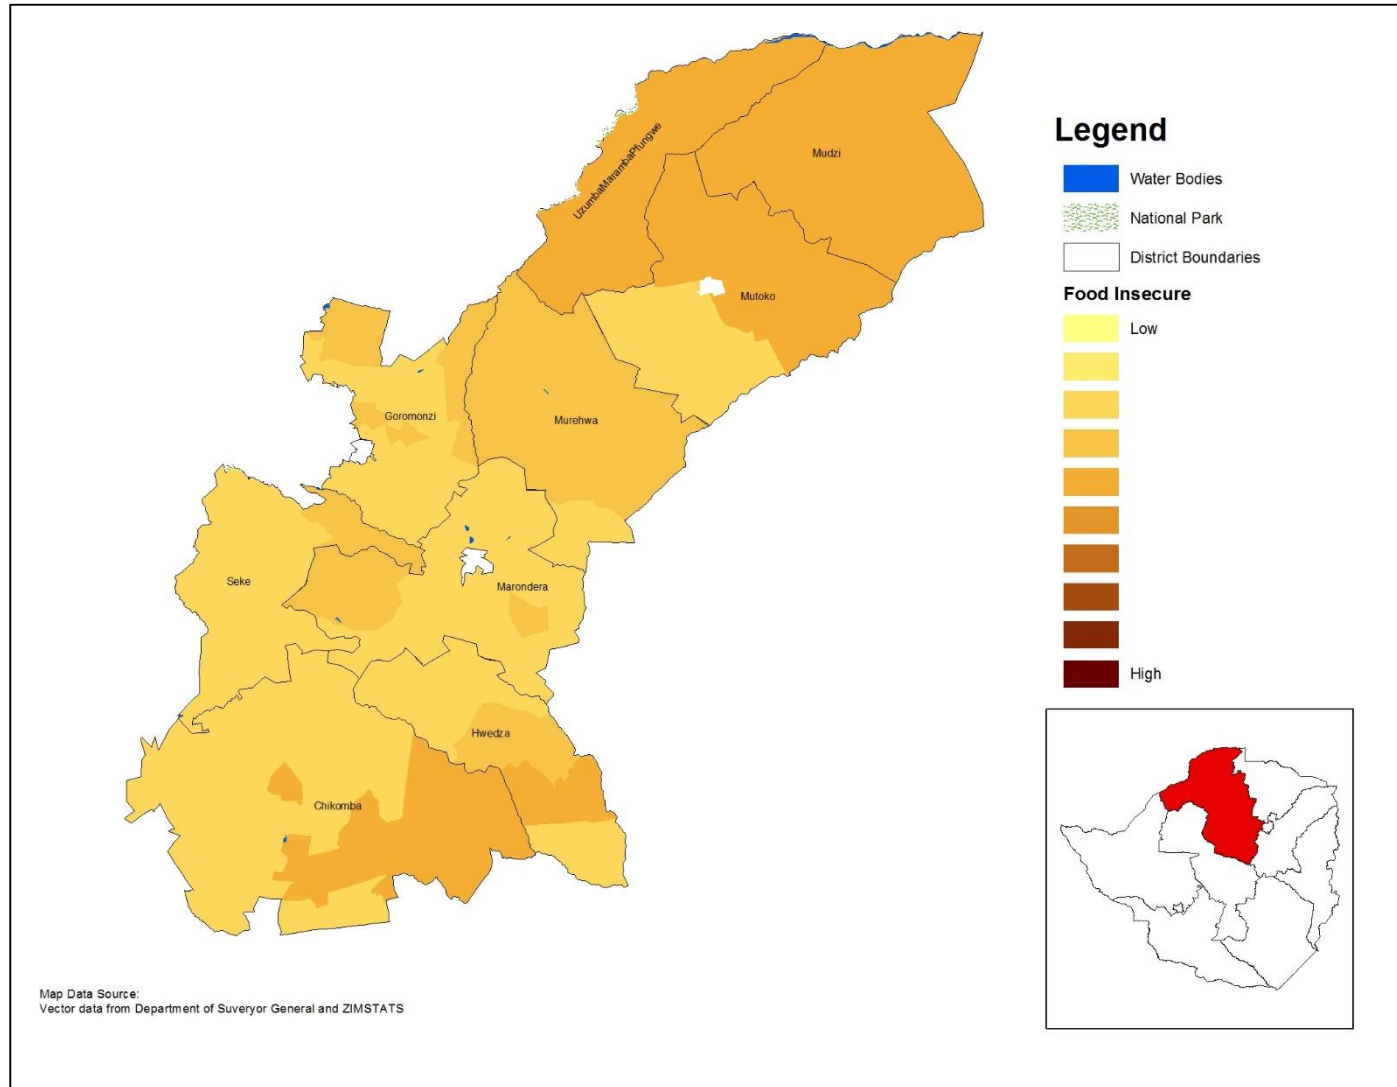 UzumbaMarambaPfungwe
Mudzi
Mutoko
Goromonzi
Murehwa
Seke
Marondera
Hwedza
Chikomba
Legend
Water Bodies
National Park
District Boundaries
Food Insecure
Low
High
Map Data Source:
Vector data from Department of Suveryor General and ZIMSTATS